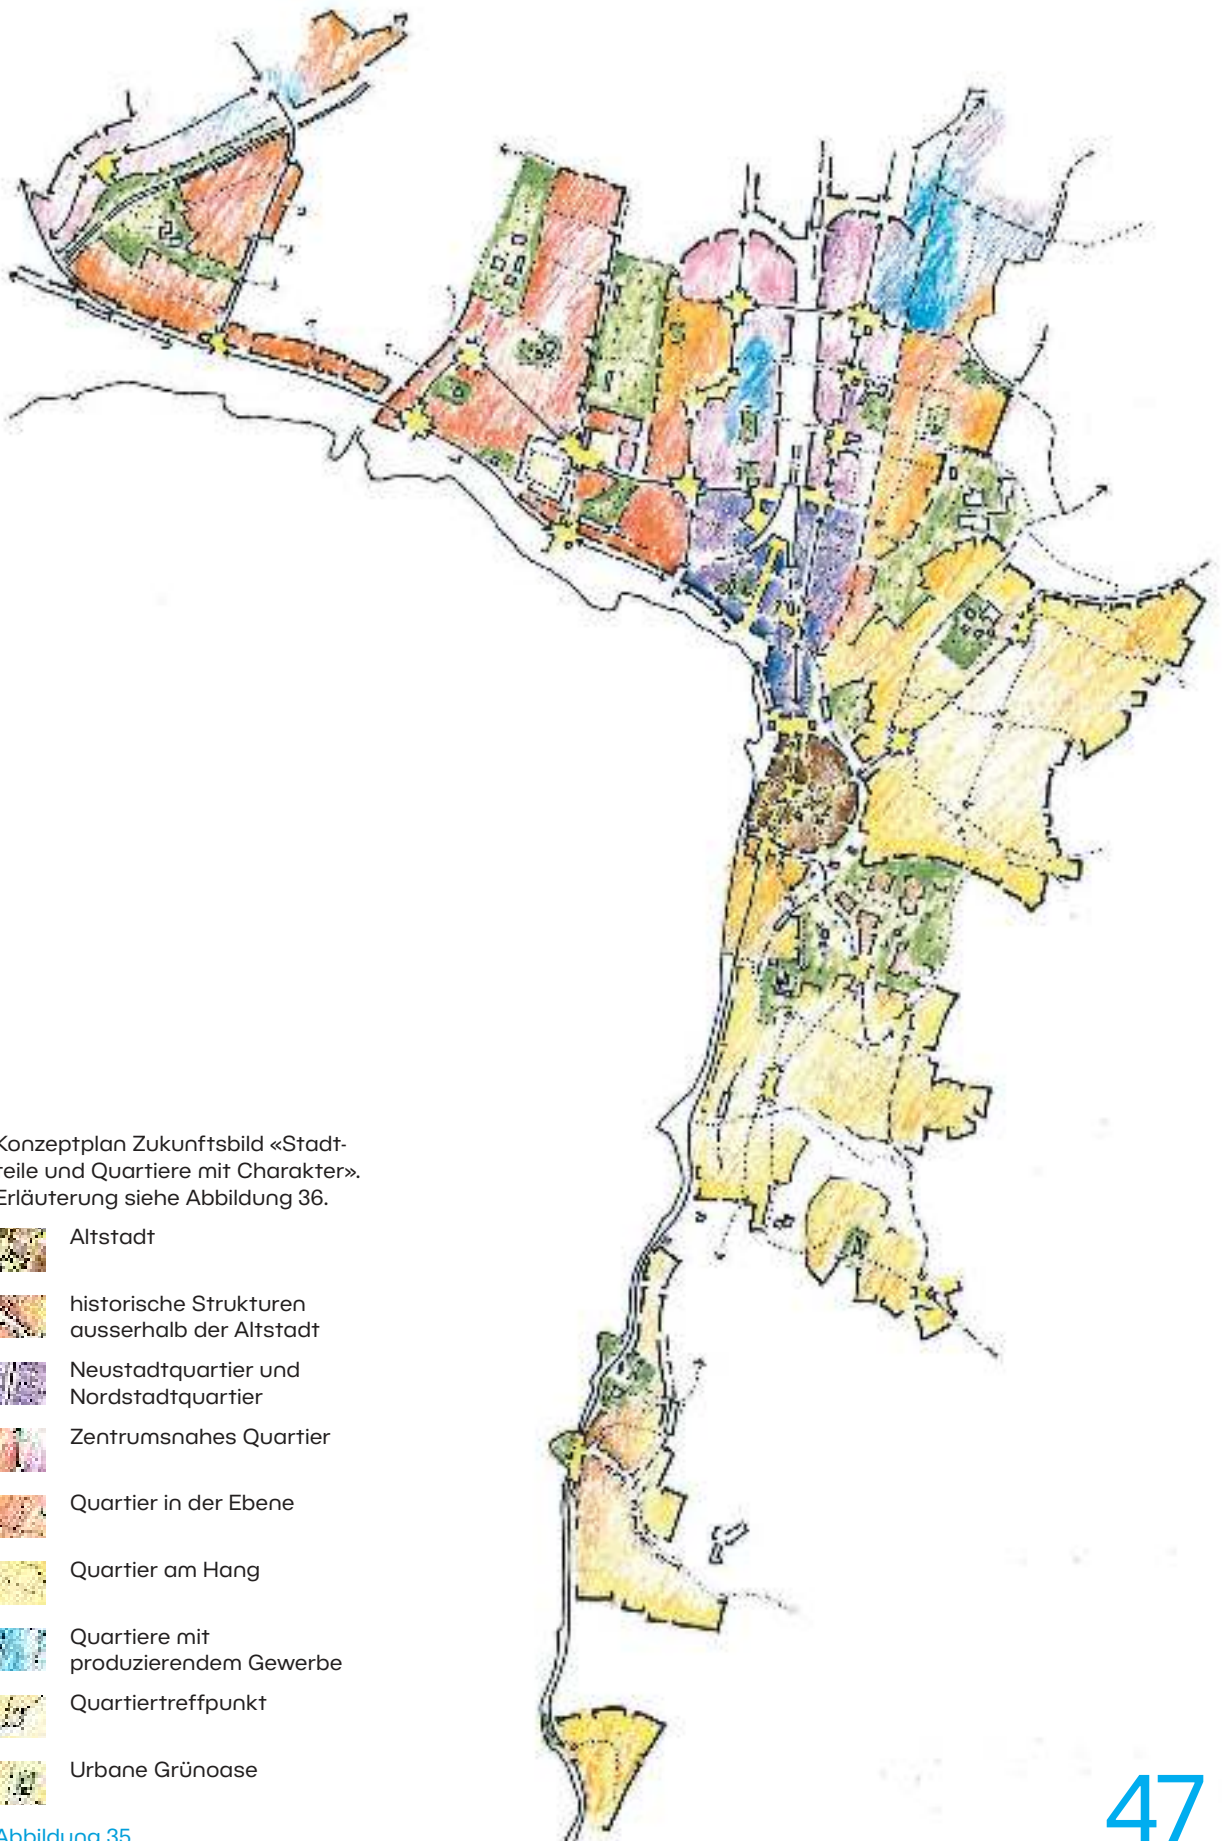 Konzeptplan Zukunftsbild «Stadt-
teile und Quartiere mit Charakter».
Erläuterung siehe Abbildung 36.
Altstadt
historische Strukturen
ausserhalb der Altstadt
Neustadtquartier und
Nordstadtquartier
Zentrumsnahes Quartier
Quartier in der Ebene
Quartier am Hang
Quartiere mit
produzierendem Gewerbe
Quartiertreffpunkt
Urbane Grünoase
Abbildung 35
47